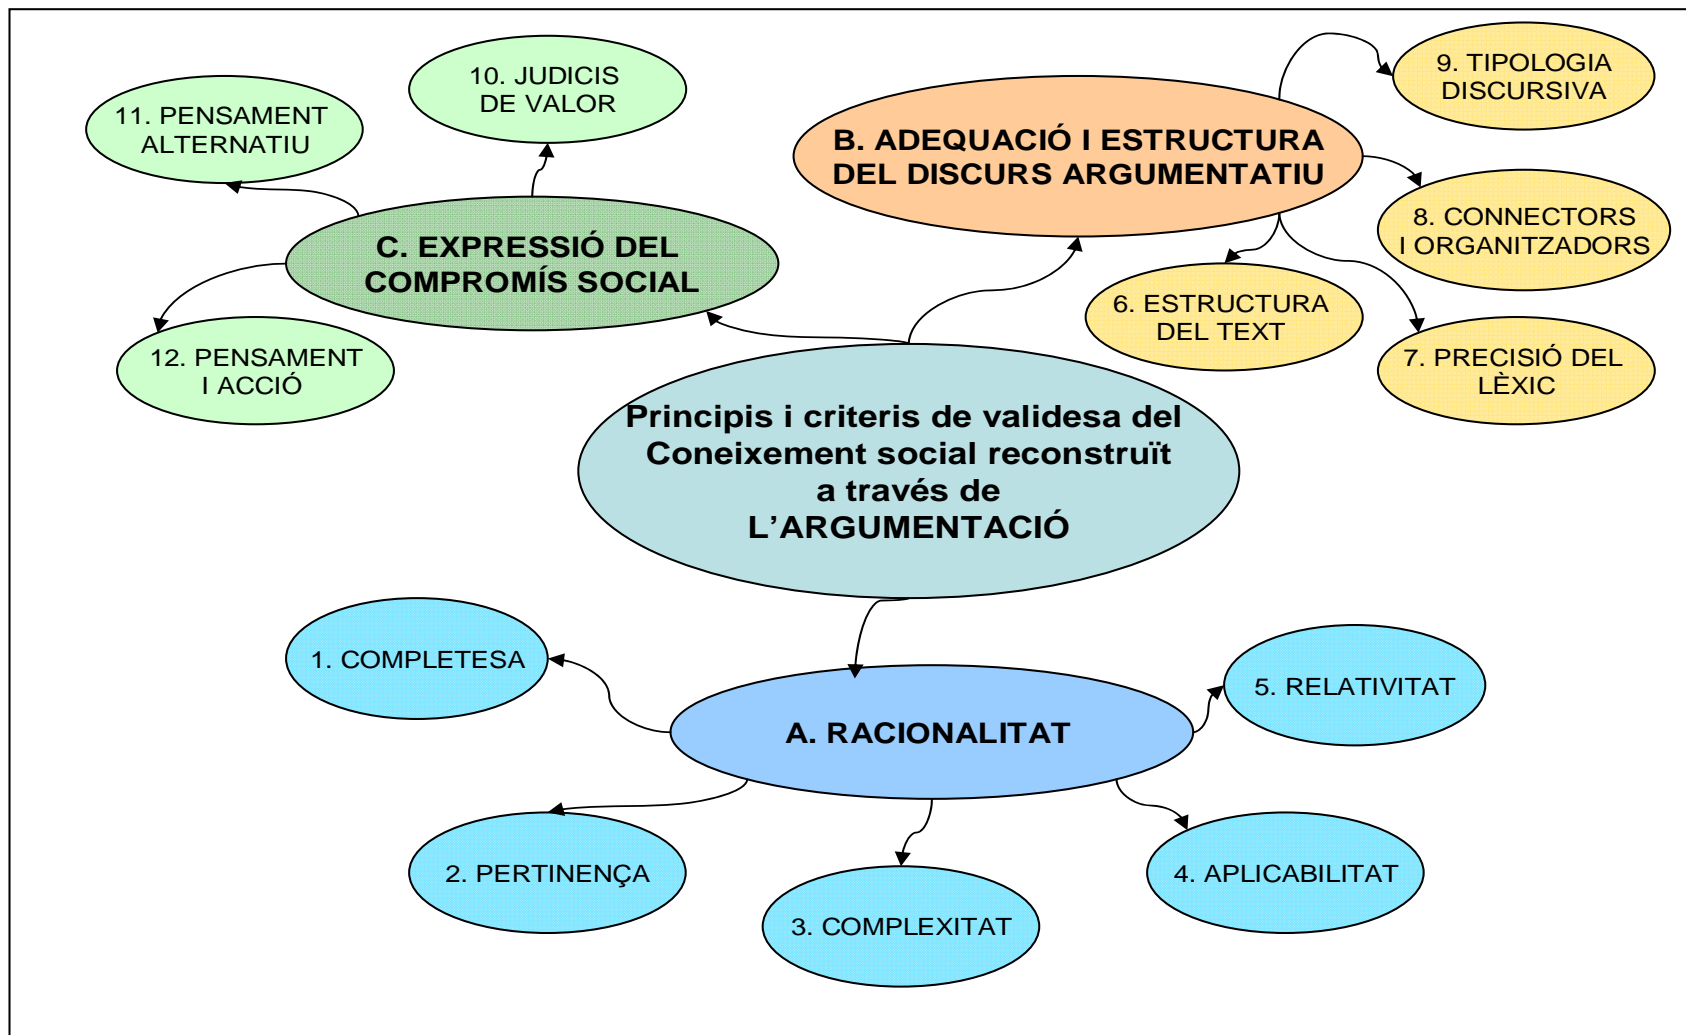 9. TIPOLOGIA
DISCURSIVA
10. JUDICIS
DE VALOR
11. PENSAMENT
ALTERNATIU
B. ADEQUACIÓ I ESTRUCTURA
DEL DISCURS ARGUMENTATIU
8. CONNECTORS
I ORGANITZADORS
C. EXPRESSIÓ DEL
COMPROMÍS SOCIAL
6. ESTRUCTURA
DEL TEXT
12. PENSAMENT
I ACCIÓ
7. PRECISIÓ DEL
LÈXIC
Principis i criteris de validesa del
Coneixement social reconstruït
a través de
L’ARGUMENTACIÓ
1. COMPLETESA
5. RELATIVITAT
A. RACIONALITAT
2. PERTINENÇA
4. APLICABILITAT
3. COMPLEXITAT